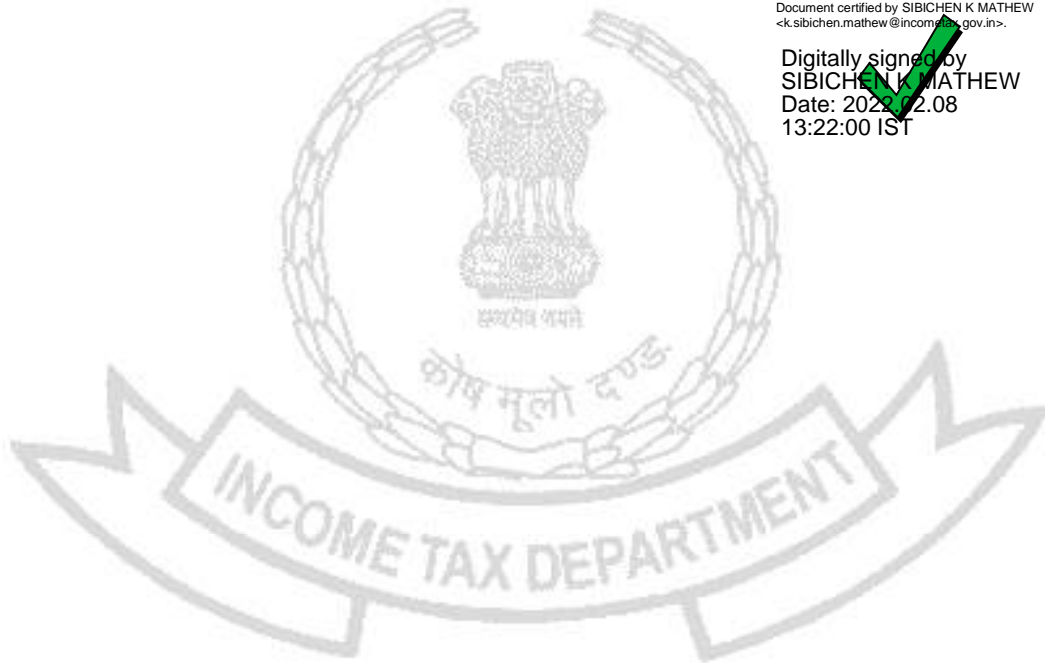 Document certified by SIBICHEN K MATHEW
<k.sibichen.mathew@incometax.gov.in>.
Digitally signed by
SIBICHEN K MATHEW
Date: 2022.02.08
13:22:00 IST
सत्यमेव जयते
कोष मूलो दण्ड
INCOME TAX DEPARTMENT